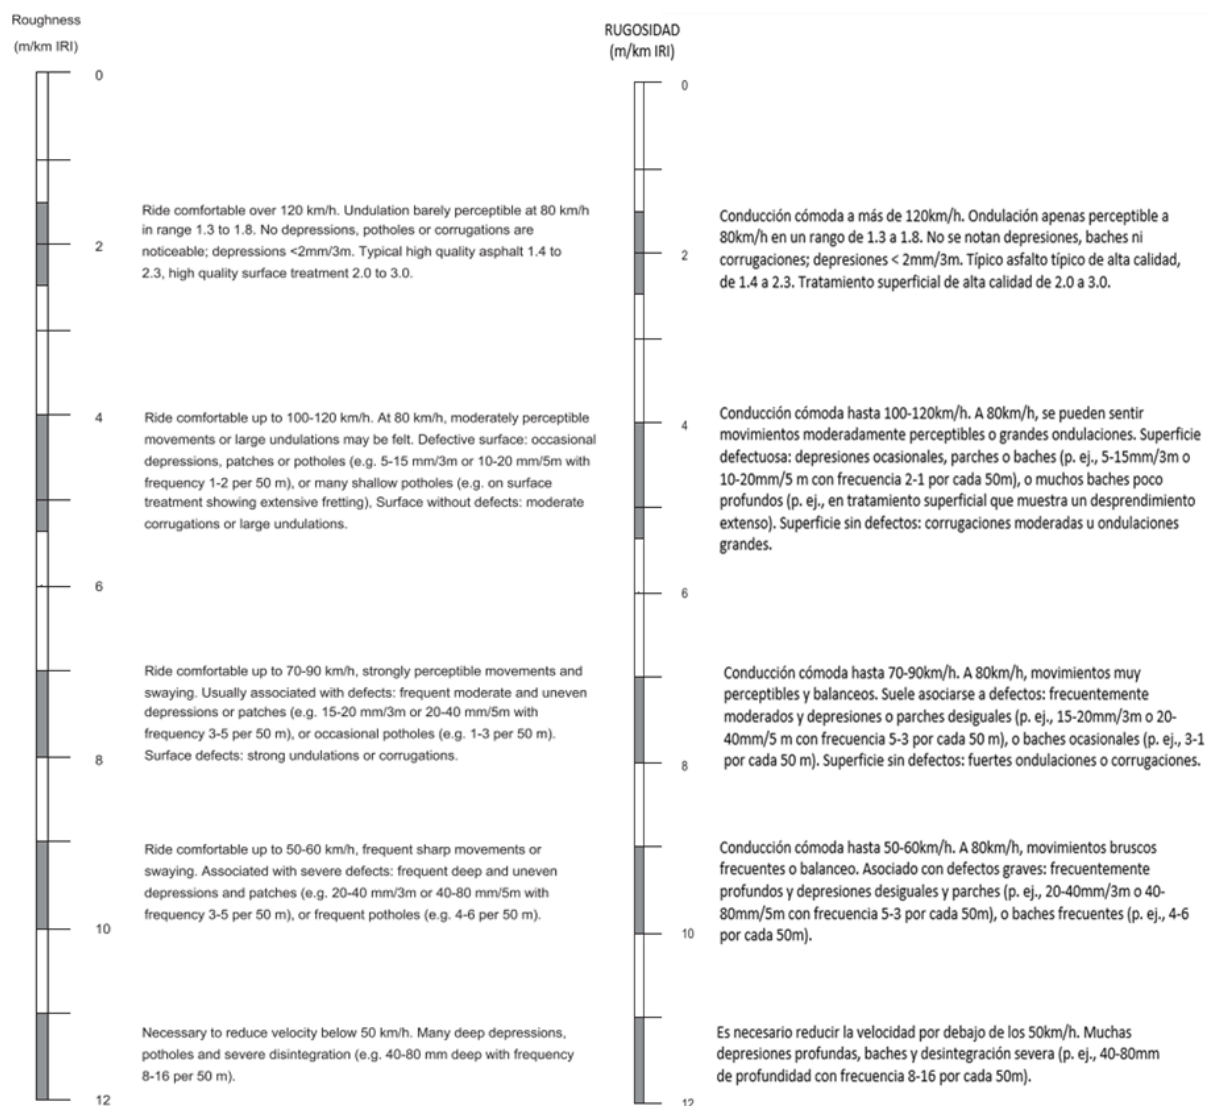 Roughness
(m/km IRI)
0
2
4
6
8
10
12
Ride comfortable over 120 km/h. Undulation barely perceptible at 80 km/h
in range 1.3 to 1.8. No depressions, potholes or corrugations are
noticeable; depressions <2mm/3m. Typical high quality asphalt 1.4 to
2.3, high quality surface treatment 2.0 to 3.0.
Ride comfortable up to 100-120 km/h. At 80 km/h, moderately perceptible
movements or large undulations may be felt. Defective surface: occasional
depressions, patches or potholes (e.g. 5-15 mm/3m or 10-20 mm/5m with
frequency 1-2 per 50 m), or many shallow potholes (e.g. on surface
treatment showing extensive fretting), Surface without defects: moderate
corrugations or large undulations.
Ride comfortable up to 70-90 km/h, strongly perceptible movements and
swaying. Usually associated with defects: frequent moderate and uneven
depressions or patches (e.g. 15-20 mm/3m or 20-40 mm/5m with
frequency 3-5 per 50 m), or occasional potholes (e.g. 1-3 per 50 m).
Surface defects: strong undulations or corrugations.
Ride comfortable up to 50-60 km/h, frequent sharp movements or
swaying. Associated with severe defects: frequent deep and uneven
depressions and patches (e.g. 20-40 mm/3m or 40-80 mm/5m with
frequency 3-5 per 50 m), or frequent potholes (e.g. 4-6 per 50 m).
Necessary to reduce velocity below 50 km/h. Many deep depressions,
potholes and severe disintegration (e.g. 40-80 mm deep with frequency
8-16 per 50 m).
RUGOSIDAD
(m/km IRI)
0
2
4
6
8
10
12
Conducción cómoda a más de 120km/h. Ondulación apenas perceptible a
80km/h en un rango de 1.3 a 1.8. No se notan depresiones, baches ni
corrugaciones; depresiones < 2mm/3m. Típico asfalto típico de alta calidad,
de 1.4 a 2.3. Tratamiento superficial de alta calidad de 2.0 a 3.0.
Conducción cómoda hasta 100-120km/h. A 80km/h, se pueden sentir
movimientos moderadamente perceptibles o grandes ondulaciones. Superficie
defectuosa: depresiones ocasionales, parches o baches (p. ej., 5-15mm/3m o
10-20mm/5 m con frecuencia 2-1 por cada 50m), o muchos baches poco
profundos (p. ej., en tratamiento superficial que muestra un desprendimiento
extenso). Superficie sin defectos: corrugaciones moderadas u ondulaciones
grandes.
Conducción cómoda hasta 70-90km/h. A 80km/h, movimientos muy
perceptibles y balanceos. Suele asociarse a defectos: frecuentemente
moderados y depresiones o parches desiguales (p. ej., 15-20mm/3m o 20-
40mm/5 m con frecuencia 5-3 por cada 50 m), o baches ocasionales (p. ej., 3-1
por cada 50 m). Superficie sin defectos: fuertes ondulaciones o corrugaciones.
Conducción cómoda hasta 50-60km/h. A 80km/h, movimientos bruscos
frecuentes o balanceo. Asociado con defectos graves: frecuentemente
profundos y depresiones desiguales y parches (p. ej., 20-40mm/3m o 40-
80mm/5m con frecuencia 5-3 por cada 50m), o baches frecuentes (p. ej., 4-6
por cada 50m).
Es necesario reducir la velocidad por debajo de los 50km/h. Muchas
depresiones profundas, baches y desintegración severa (p. ej., 40-80mm
de profundidad con frecuencia 8-16 por cada 50m).